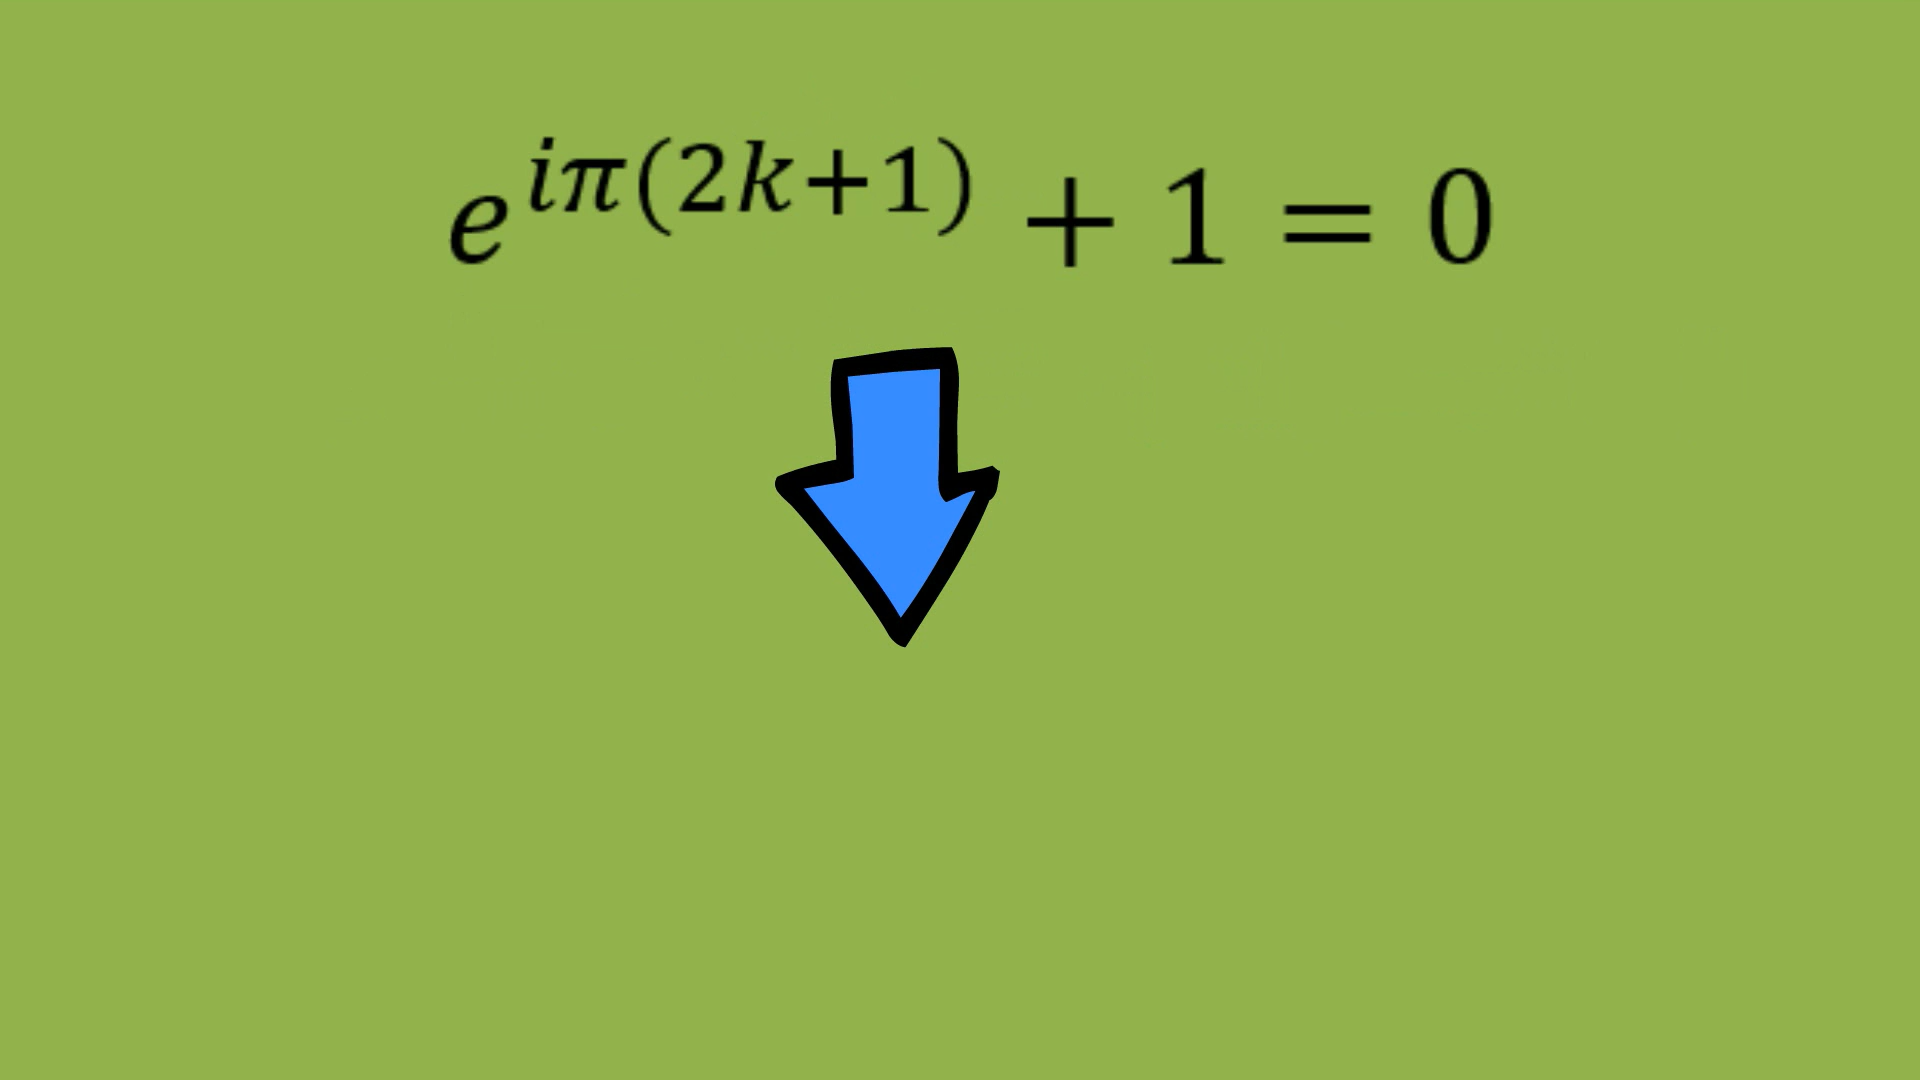 e^{iπ(2k+1)} + 1 = 0